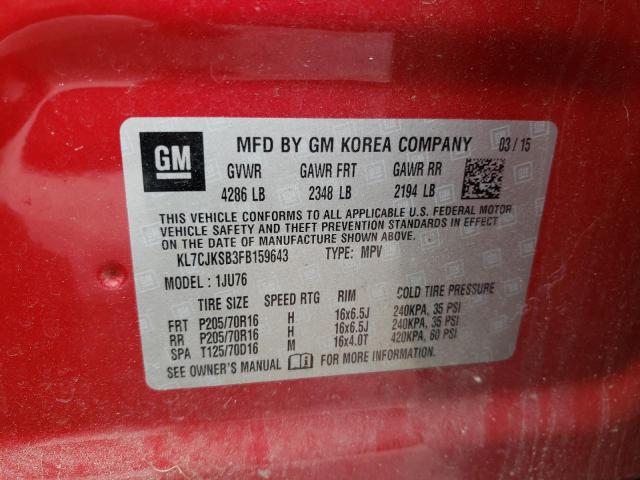 GM MFD BY GM KOREA COMPANY 03/15
GVWR GAWR FRT GAWR RR
4286 LB 2348 LB 2194 LB
THIS VEHICLE CONFORMS TO ALL APPLICABLE U.S. FEDERAL MOTOR
VEHICLE SAFETY AND THEFT PREVENTION STANDARDS IN EFFECT
ON THE DATE OF MANUFACTURE SHOWN ABOVE.
KL7CJKSB3FB159643 TYPE: MPV
MODEL: 1JU76
TIRE SIZE SPEED RTG RIM COLD TIRE PRESSURE
FRT P205/70R16 H 16x6.5J 240KPA, 35 PSI
RR P205/70R16 H 16x6.5J 240KPA, 35 PSI
SPA T125/70D16 M 16x4.0T 420KPA, 60 PSI
SEE OWNER'S MANUAL FOR MORE INFORMATION.